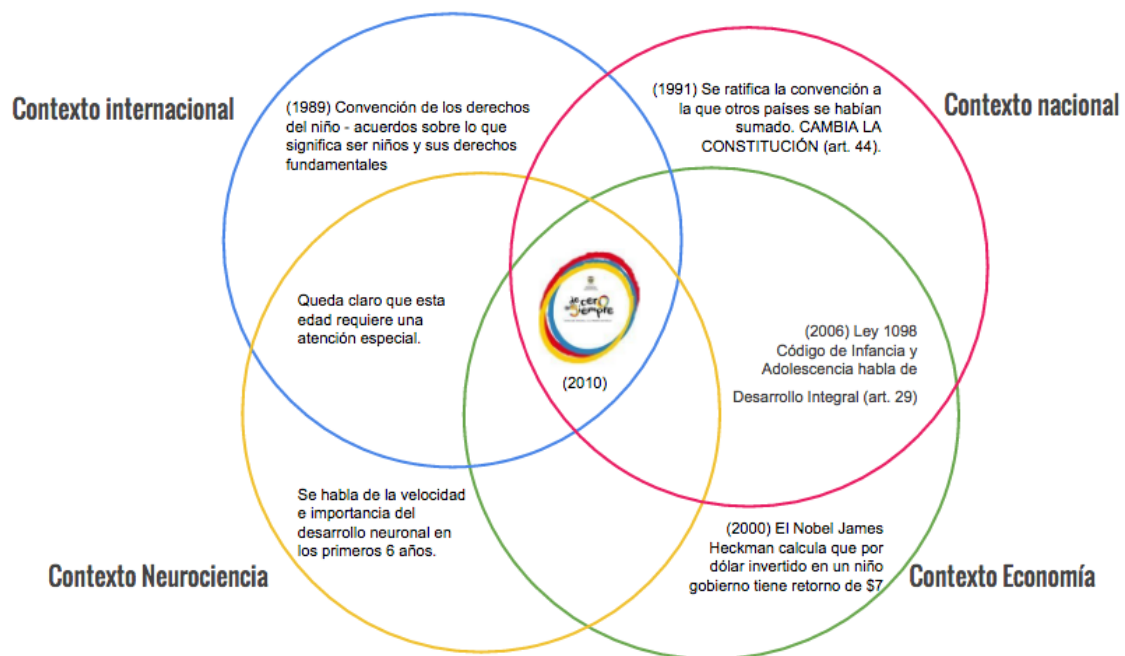 Contexto internacional
(1989) Convención de los derechos
del niño - acuerdos sobre lo que
significa ser niños y sus derechos
fundamentales
(1991) Se ratifica la convención a
la que otros países se habían
sumado. CAMBIA LA
CONSTITUCIÓN (art. 44).
Contexto nacional
Queda claro que esta
edad requiere una
atención especial.
de cero
a Siempre
(2010)
(2006) Ley 1098
Código de Infancia y
Adolescencia habla de
Desarrollo Integral (art. 29)
Se habla de la velocidad
e importancia del
desarrollo neuronal en
los primeros 6 años.
Contexto Neurociencia
(2000) El Nobel James
Heckman calcula que por
dólar invertido en un niño
gobierno tiene retorno de $7
Contexto Economía